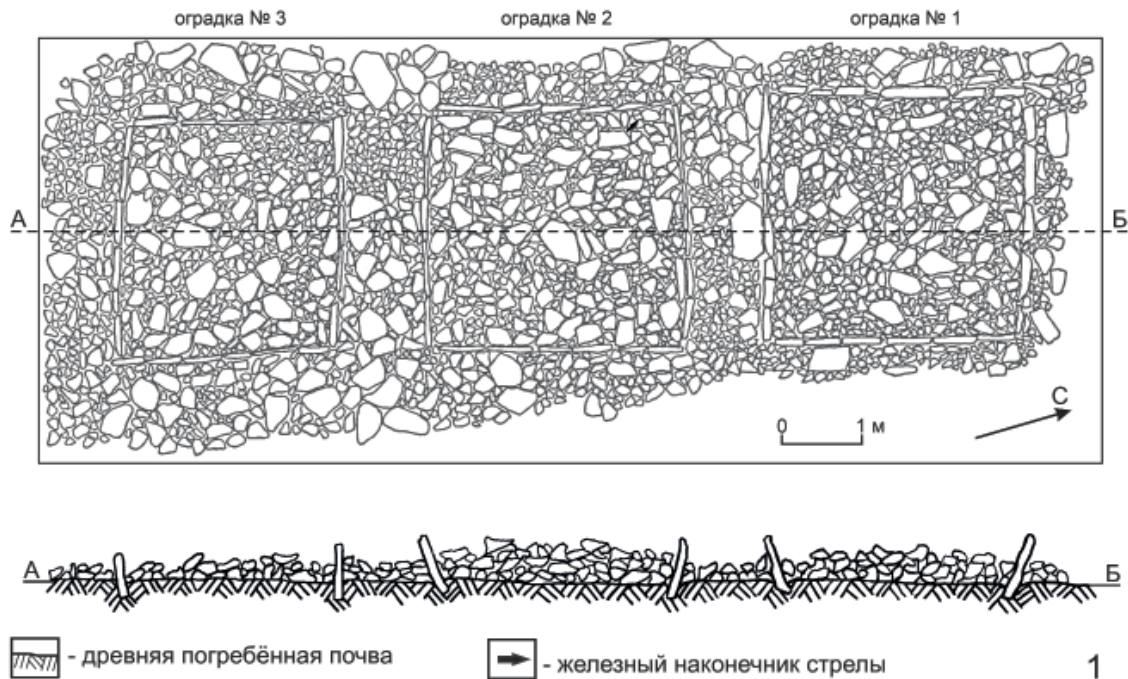 оградка № 3 оградка № 2 оградка № 1
А Б
С
0 1 м
А Б
- древняя погребённая почва - железный наконечник стрелы 1